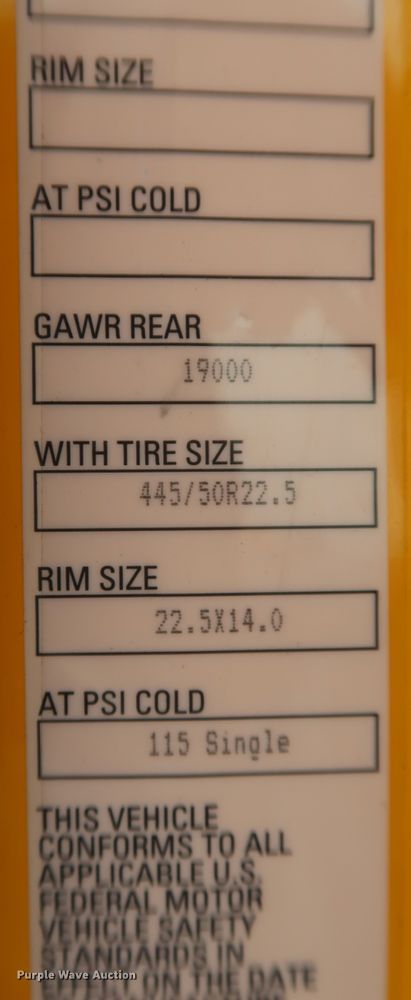 RIM SIZE
AT PSI COLD
GAWR REAR
19000
WITH TIRE SIZE
445/50R22.5
RIM SIZE
22.5X14.0
AT PSI COLD
115 Single
THIS VEHICLE
CONFORMS TO ALL
APPLICABLE U.S.
FEDERAL MOTOR
VEHICLE SAFETY
STANDARDS IN
ON THE DATE
Purple Wave Auction